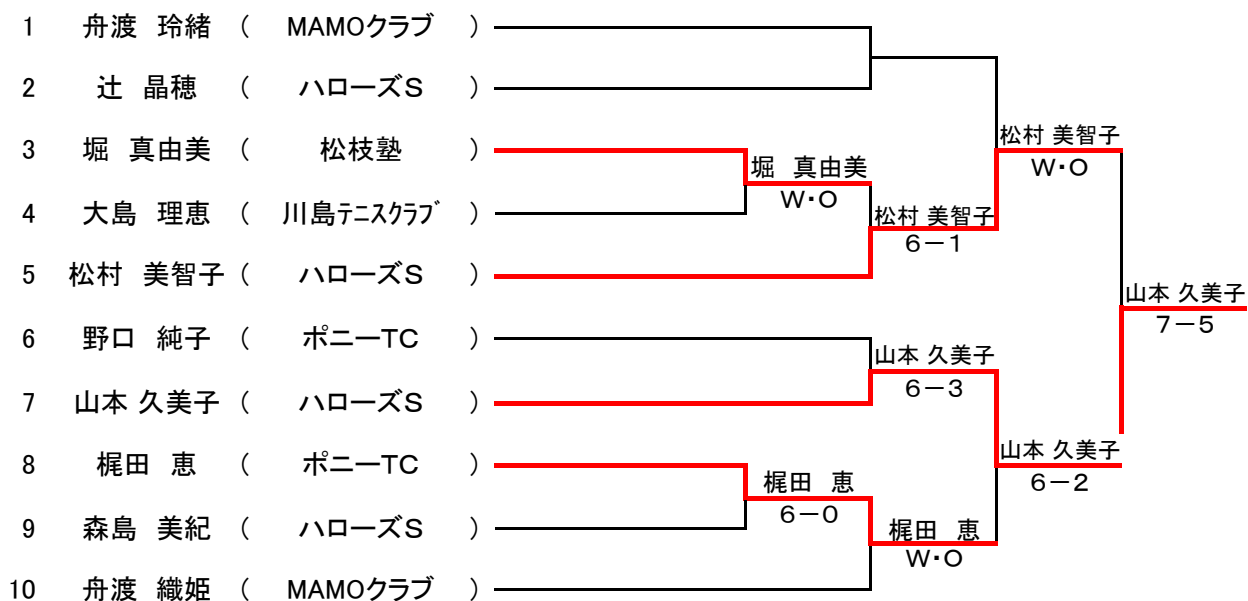 1 舟渡 玲緒 ( MAMOクラブ )
2 辻 晶穂 ( ハローズS )
3 堀 真由美 ( 松枝塾 )
4 大島 理恵 ( 川島テニスクラブ )
5 松村 美智子 ( ハローズS )
6 野口 純子 ( ポニーTC )
7 山本 久美子 ( ハローズS )
8 梶田 恵 ( ポニーTC )
9 森島 美紀 ( ハローズS )
10 舟渡 織姫 ( MAMOクラブ )
堀 真由美
W・O
梶田 恵
6-0
松村 美智子
6-1
山本 久美子
6-3
梶田 恵
W・O
松村 美智子
W・O
山本 久美子
6-2
山本 久美子
7-5